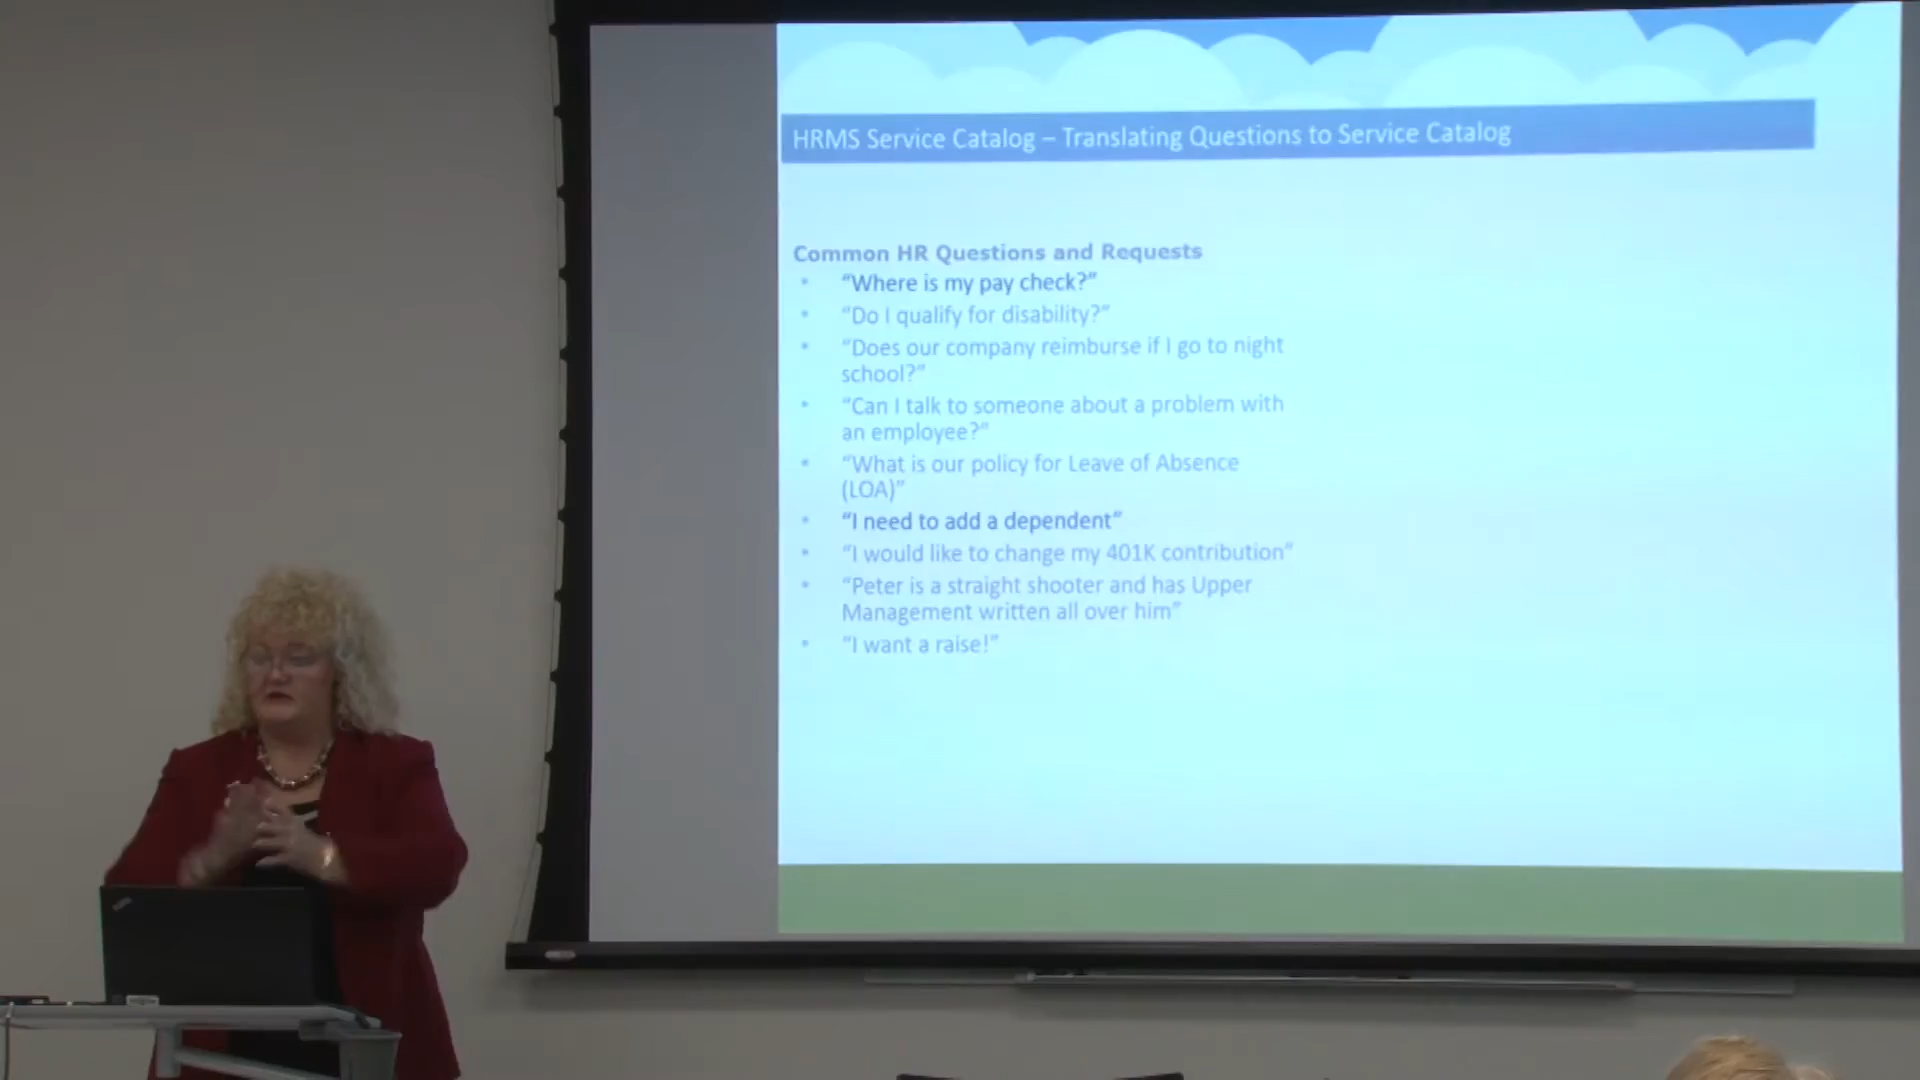 HRMS Service Catalog – Translating Questions to Service Catalog
Common HR Questions and Requests
• “Where is my pay check?”
• “Do I qualify for disability?”
• “Does our company reimburse if I go to night
school?”
• “Can I talk to someone about a problem with
an employee?”
• “What is our policy for Leave of Absence
(LOA)”
• “I need to add a dependent”
• “I would like to change my 401K contribution”
• “Peter is a straight shooter and has Upper
Management written all over him”
• “I want a raise!”